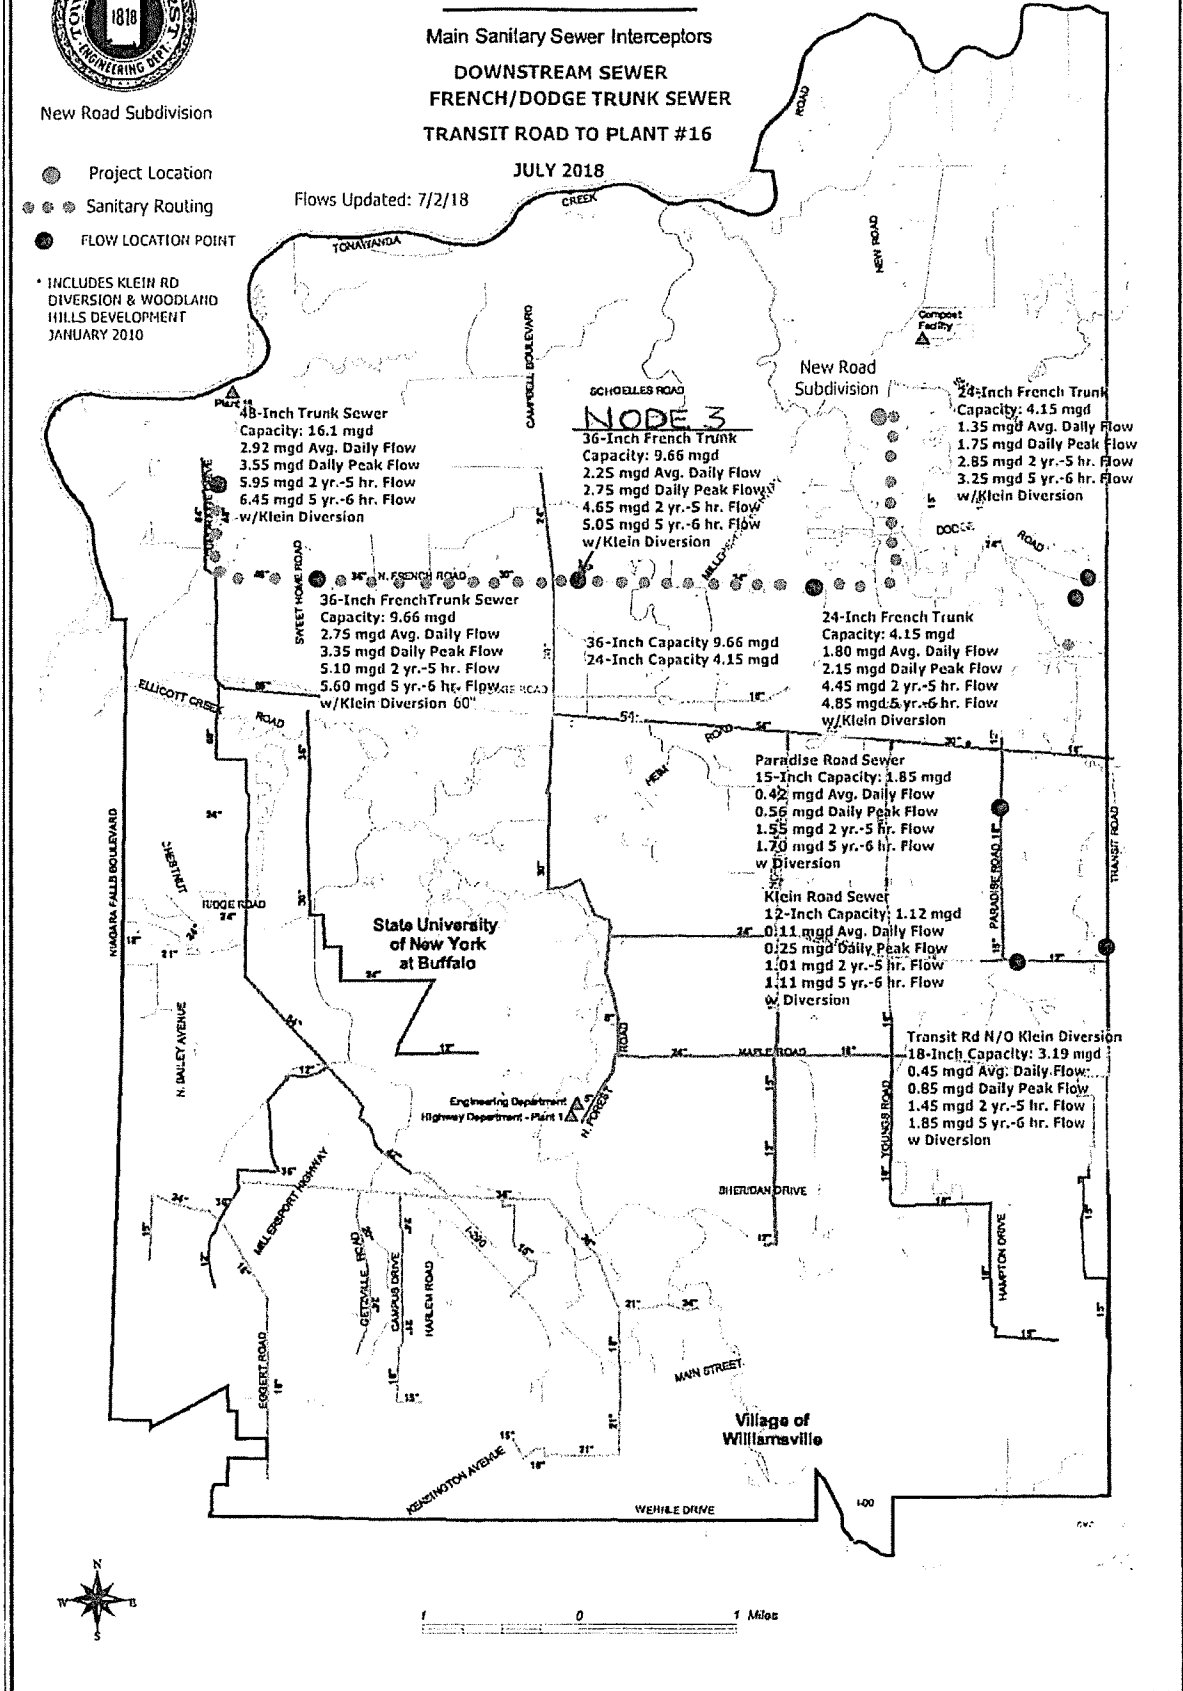 1818
ENGINEERING DEPT.
New Road Subdivision
Project Location
Sanitary Routing
FLOW LOCATION POINT
* INCLUDES KLEIN RD
DIVERSION & WOODLAND
HILLS DEVELOPMENT
JANUARY 2010
Main Sanitary Sewer Interceptors
DOWNSTREAM SEWER
FRENCH/DODGE TRUNK SEWER
TRANSIT ROAD TO PLANT #16
JULY 2018
Flows Updated: 7/2/18
TONAWANDA
CREEK
ROAD
NEW ROAD
Compost
Facility
CAMPBELL BOULEVARD
SCHOELLES ROAD
New Road
Subdivision
Plant 16
48-Inch Trunk Sewer
Capacity: 16.1 mgd
2.92 mgd Avg. Daily Flow
3.55 mgd Daily Peak Flow
5.95 mgd 2 yr.-5 hr. Flow
6.45 mgd 5 yr.-6 hr. Flow
w/Klein Diversion
NODE 3
36-Inch French Trunk
Capacity: 9.66 mgd
2.25 mgd Avg. Daily Flow
2.75 mgd Daily Peak Flow
4.65 mgd 2 yr.-5 hr. Flow
5.05 mgd 5 yr.-6 hr. Flow
w/Klein Diversion
24-Inch French Trunk
Capacity: 4.15 mgd
1.35 mgd Avg. Daily Flow
1.75 mgd Daily Peak Flow
2.85 mgd 2 yr.-5 hr. Flow
3.25 mgd 5 yr.-6 hr. Flow
w/Klein Diversion
DODGE
ROAD
SWEET HOME ROAD
N. FRENCH ROAD
36-Inch FrenchTrunk Sewer
Capacity: 9.66 mgd
2.75 mgd Avg. Daily Flow
3.35 mgd Daily Peak Flow
5.10 mgd 2 yr.-5 hr. Flow
5.60 mgd 5 yr.-6 hr. Flow
w/Klein Diversion 60"
36-Inch Capacity 9.66 mgd
24-Inch Capacity 4.15 mgd
24-Inch French Trunk
Capacity: 4.15 mgd
1.80 mgd Avg. Daily Flow
2.15 mgd Daily Peak Flow
4.45 mgd 2 yr.-5 hr. Flow
4.85 mgd 5 yr.-6 hr. Flow
w/Klein Diversion
ELLICOTT CREEK
ROAD
54"
ROAD
HEIM
Paradise Road Sewer
15-Inch Capacity: 1.85 mgd
0.42 mgd Avg. Daily Flow
0.56 mgd Daily Peak Flow
1.55 mgd 2 yr.-5 hr. Flow
1.70 mgd 5 yr.-6 hr. Flow
w Diversion
Klein Road Sewer
12-Inch Capacity: 1.12 mgd
0.11 mgd Avg. Daily Flow
0.25 mgd Daily Peak Flow
1.01 mgd 2 yr.-5 hr. Flow
1.11 mgd 5 yr.-6 hr. Flow
w Diversion
NIAGARA FALLS BOULEVARD
CHESTNUT
RIDGE ROAD
24"
State University
of New York
at Buffalo
PARADISE ROAD
TRANSIT ROAD
Transit Rd N/O Klein Diversion
18-Inch Capacity: 3.19 mgd
0.45 mgd Avg. Daily Flow
0.85 mgd Daily Peak Flow
1.45 mgd 2 yr.-5 hr. Flow
1.85 mgd 5 yr.-6 hr. Flow
w Diversion
N. BAILEY AVENUE
MAPLE ROAD
YOUNGS ROAD
Engineering Department
Highway Department - Plant 1
N. FOREST
ROAD
MILLERSPORT HIGHWAY
SHERIDAN DRIVE
GETZVILLE ROAD
CAMPUS DRIVE
HARLEM ROAD
I-290
HAMPTON DRIVE
EGGERT ROAD
MAIN STREET
Village of
Williamsville
KENSINGTON AVENUE
WEHRLE DRIVE
I-90
N
W
E
S
1 0 1 Miles